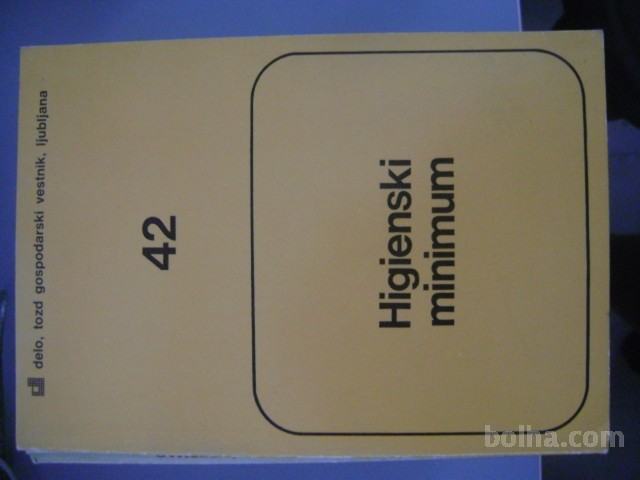 delo, tozd gospodarski vestnik, ljubljana
42
Higienski
minimum
bolha.com